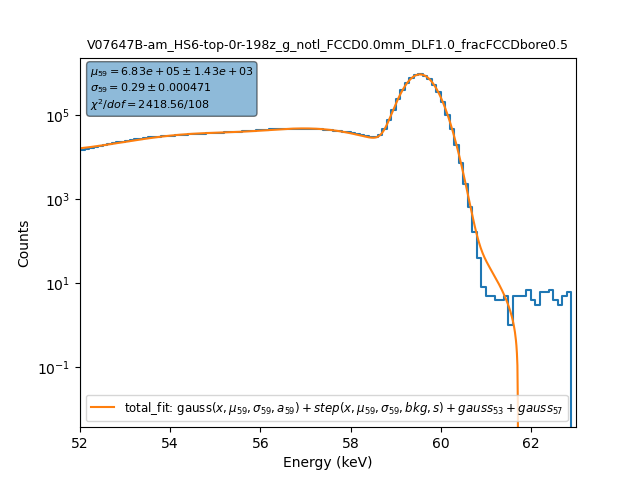 V07647B-am_HS6-top-0r-198z_g_notl_FCCD0.0mm_DLF1.0_fracFCCDbore0.5
μ₅₉ = 6.83e + 05 ± 1.43e + 03
σ₅₉ = 0.29 ± 0.000471
χ²/dof = 2418.56/108
10⁵
10³
10¹
10⁻¹
Counts
total_fit: gauss(x, μ₅₉, σ₅₉, a₅₉) + step(x, μ₅₉, σ₅₉, bkg, s) + gauss₅₃ + gauss₅₇
52 54 56 58 60 62
Energy (keV)